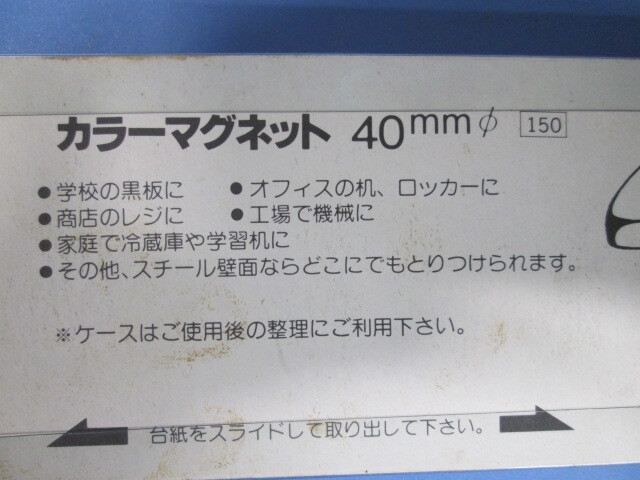 カラーマグネット 40mmφ 150
●学校の黒板に ●オフィスの机、ロッカーに
●商店のレジに ●工場で機械に
●家庭で冷蔵庫や学習机に
●その他、スチール壁面ならどこにでもとりつけられます。
※ケースはご使用後の整理にご利用下さい。
台紙をスライドして取り出して下さい。